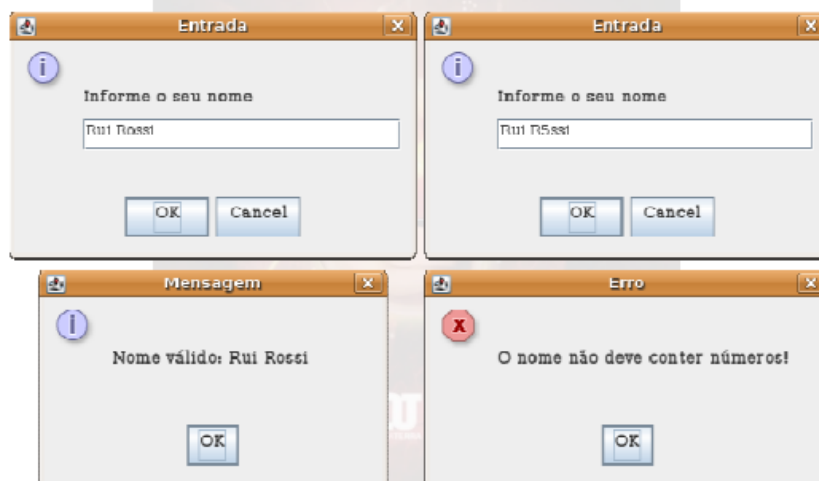 Entrada
Informe o seu nome
Rui Rossi
OK Cancel
Entrada
Informe o seu nome
Rui R5ssi
OK Cancel
Mensagem
Nome válido: Rui Rossi
OK
Erro
O nome não deve conter números!
OK